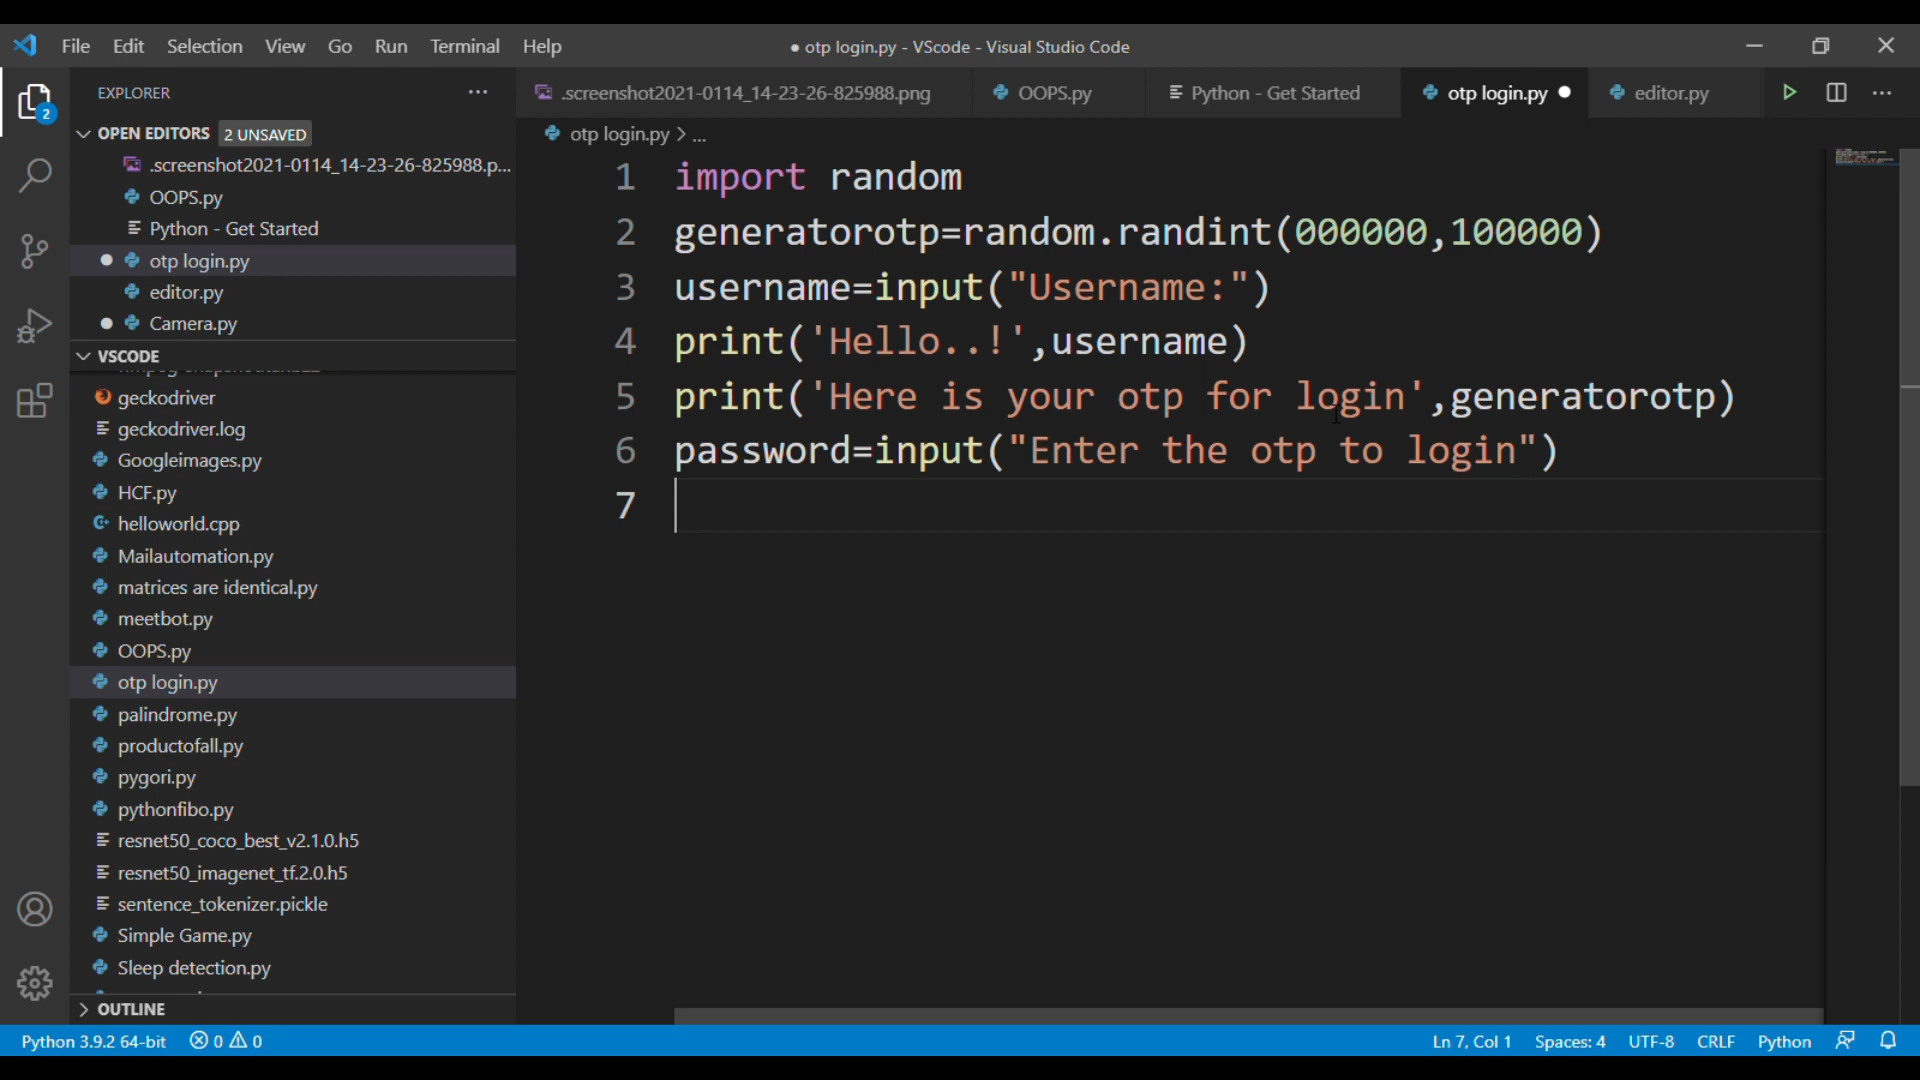 File Edit Selection View Go Run Terminal Help
● otp login.py - VScode - Visual Studio Code
2
EXPLORER
OPEN EDITORS 2 UNSAVED
.screenshot2021-0114_14-23-26-825988.p...
OOPS.py
Python - Get Started
otp login.py
editor.py
Camera.py
VSCODE
geckodriver
geckodriver.log
Googleimages.py
HCF.py
helloworld.cpp
Mailautomation.py
matrices are identical.py
meetbot.py
OOPS.py
otp login.py
palindrome.py
productofall.py
pygori.py
pythonfibo.py
resnet50_coco_best_v2.1.0.h5
resnet50_imagenet_tf.2.0.h5
sentence_tokenizer.pickle
Simple Game.py
Sleep detection.py
OUTLINE
.screenshot2021-0114_14-23-26-825988.png OOPS.py Python - Get Started otp login.py editor.py
otp login.py > ...
1 import random
2 generatorotp=random.randint(000000,100000)
3 username=input("Username:")
4 print('Hello..!',username)
5 print('Here is your otp for login',generatorotp)
6 password=input("Enter the otp to login")
7
Python 3.9.2 64-bit 0 0 Ln 7, Col 1 Spaces: 4 UTF-8 CRLF Python